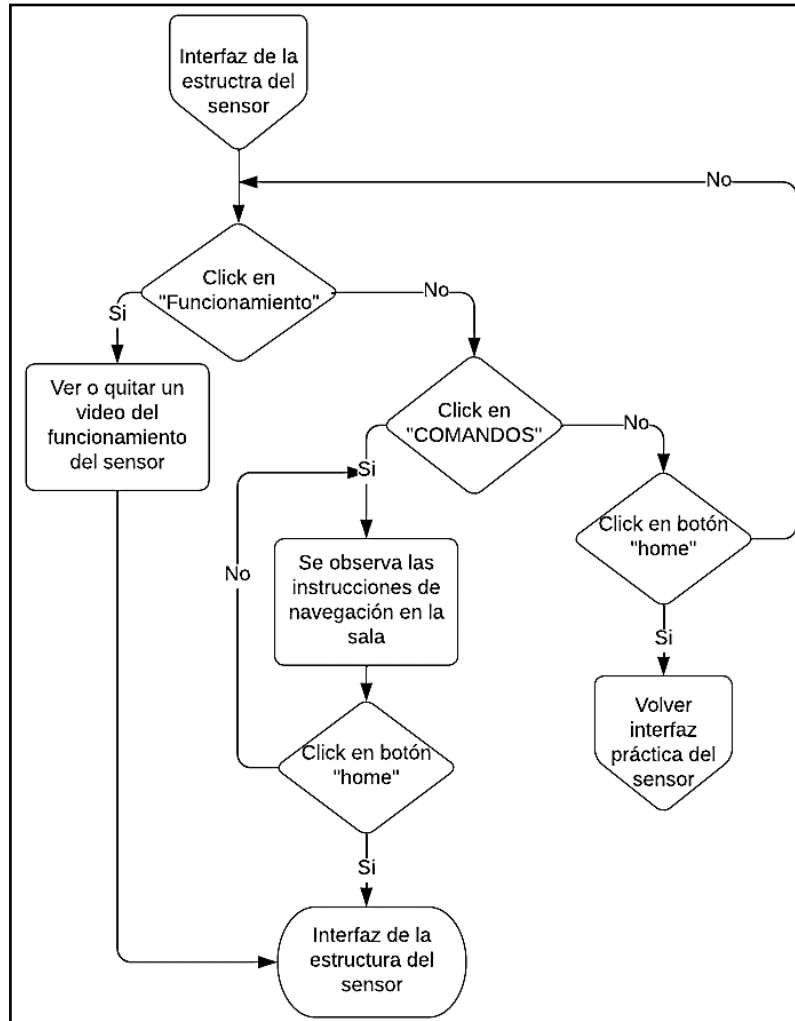 Interfaz de la
estructra del
sensor
No
Click en
"Funcionamiento"
Si
No
Ver o quitar un
video del
funcionamiento
del sensor
Click en
"COMANDOS"
Si
No
Click en botón
"home"
No
Se observa las
instrucciones de
navegación en la
sala
Si
Volver
interfaz
práctica del
sensor
Click en botón
"home"
Si
Interfaz de la
estructura del
sensor